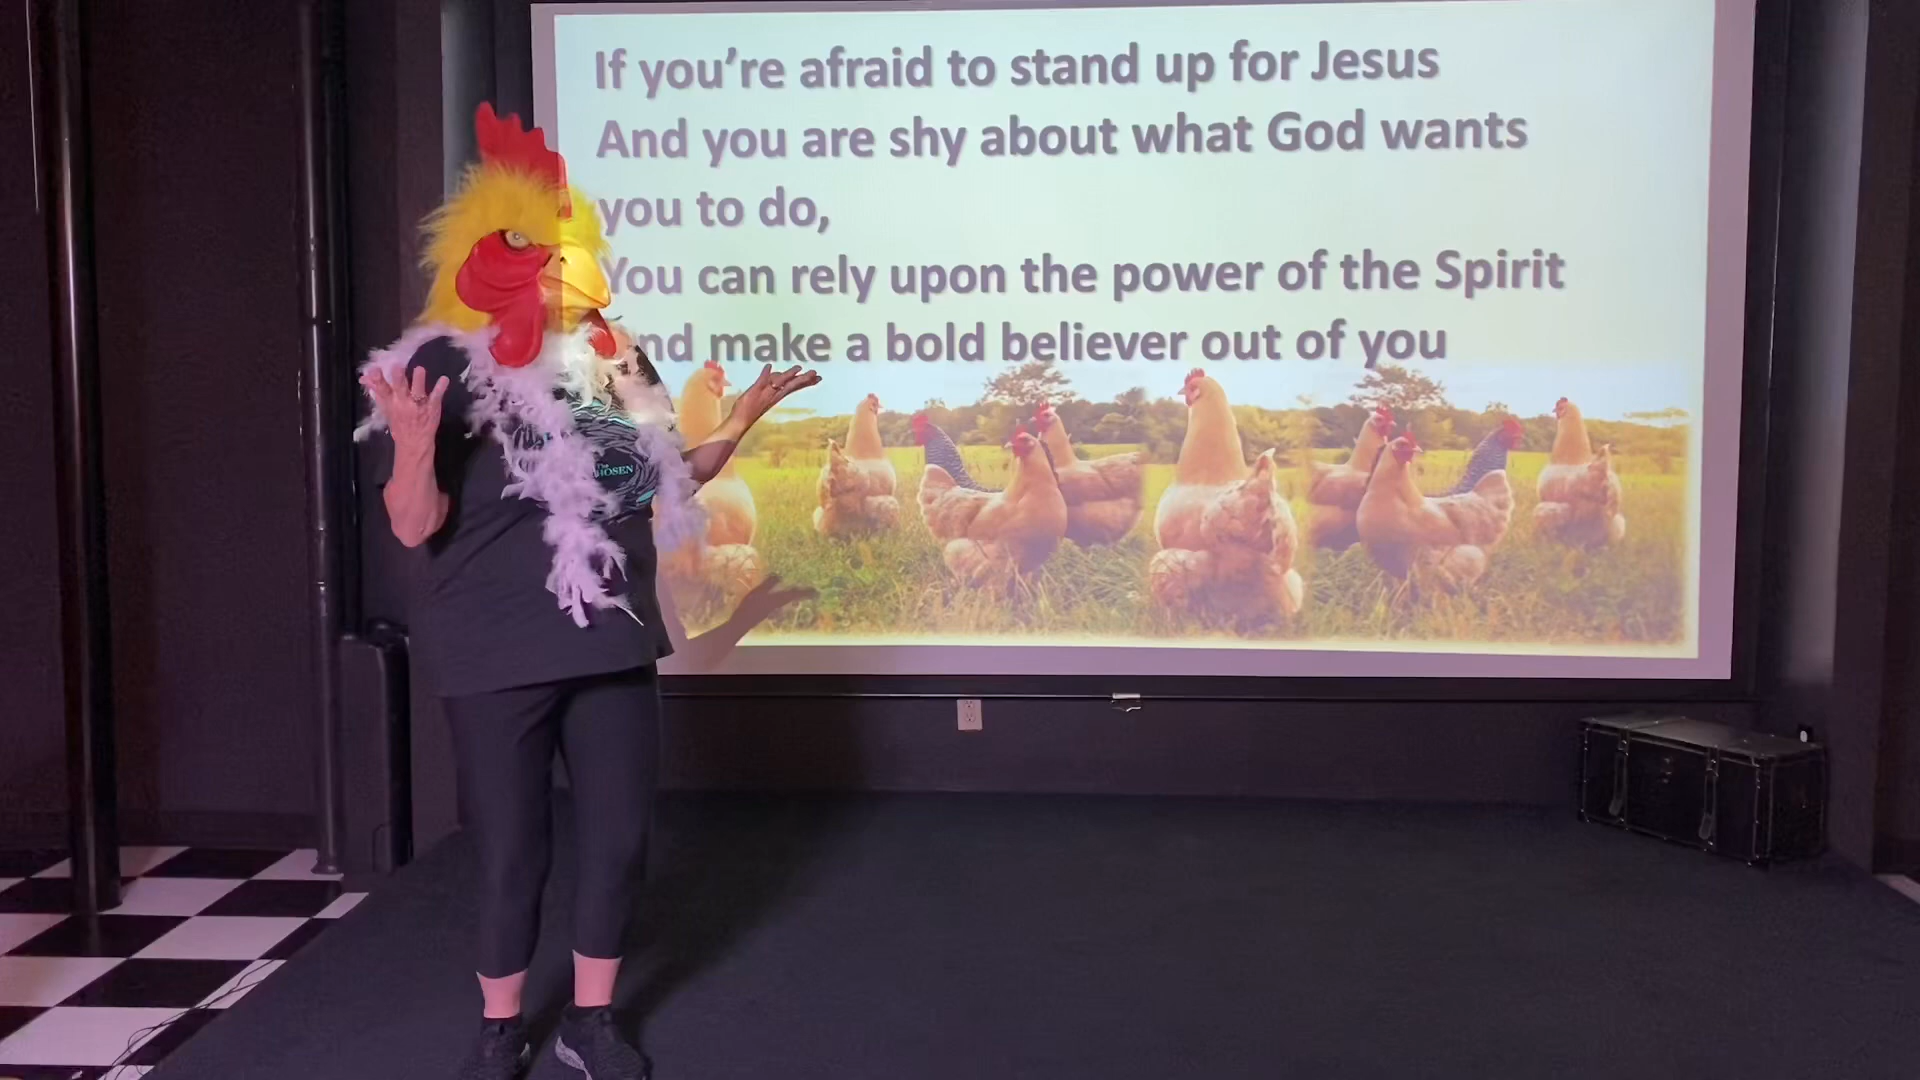 If you’re afraid to stand up for Jesus
And you are shy about what God wants
you to do,
You can rely upon the power of the Spirit
nd make a bold believer out of you
HOSEN